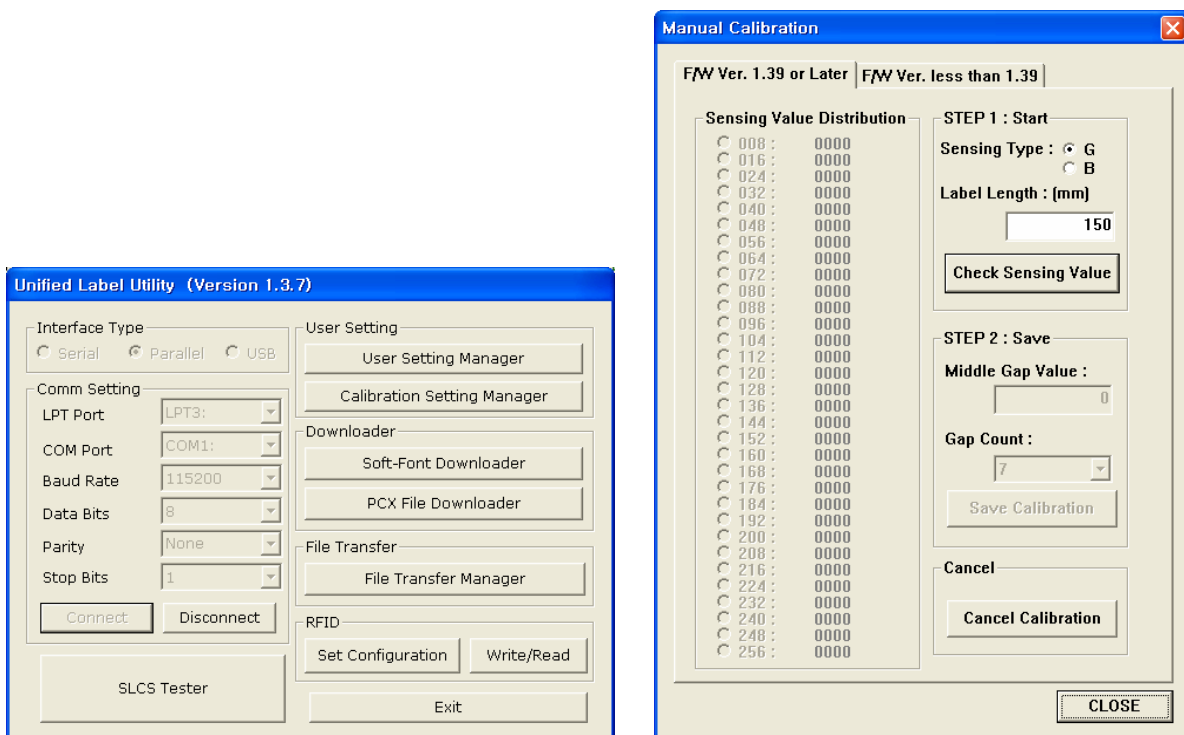 Unified Label Utility (Version 1.3.7)
Interface Type
Serial Parallel USB
Comm Setting
LPT Port LPT3:
COM Port COM1:
Baud Rate 115200
Data Bits 8
Parity None
Stop Bits 1
Connect Disconnect
SLCS Tester
User Setting
User Setting Manager
Calibration Setting Manager
Downloader
Soft-Font Downloader
PCX File Downloader
File Transfer
File Transfer Manager
RFID
Set Configuration Write/Read
Exit
Manual Calibration
F/W Ver. 1.39 or Later F/W Ver. less than 1.39
Sensing Value Distribution
008 : 0000
016 : 0000
024 : 0000
032 : 0000
040 : 0000
048 : 0000
056 : 0000
064 : 0000
072 : 0000
080 : 0000
088 : 0000
096 : 0000
104 : 0000
112 : 0000
120 : 0000
128 : 0000
136 : 0000
144 : 0000
152 : 0000
160 : 0000
168 : 0000
176 : 0000
184 : 0000
192 : 0000
200 : 0000
208 : 0000
216 : 0000
224 : 0000
232 : 0000
240 : 0000
248 : 0000
256 : 0000
STEP 1 : Start
Sensing Type : G
B
Label Length : (mm)
150
Check Sensing Value
STEP 2 : Save
Middle Gap Value :
0
Gap Count :
7
Save Calibration
Cancel
Cancel Calibration
CLOSE